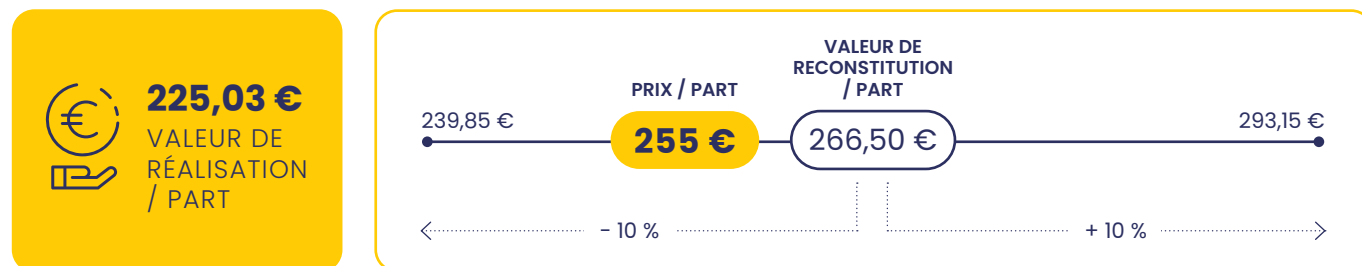 225,03 €
VALEUR DE
RÉALISATION
/ PART
VALEUR DE
RECONSTITUTION
/ PART
PRIX / PART
239,85 €
255 €
266,50 €
293,15 €
- 10 %
+ 10 %